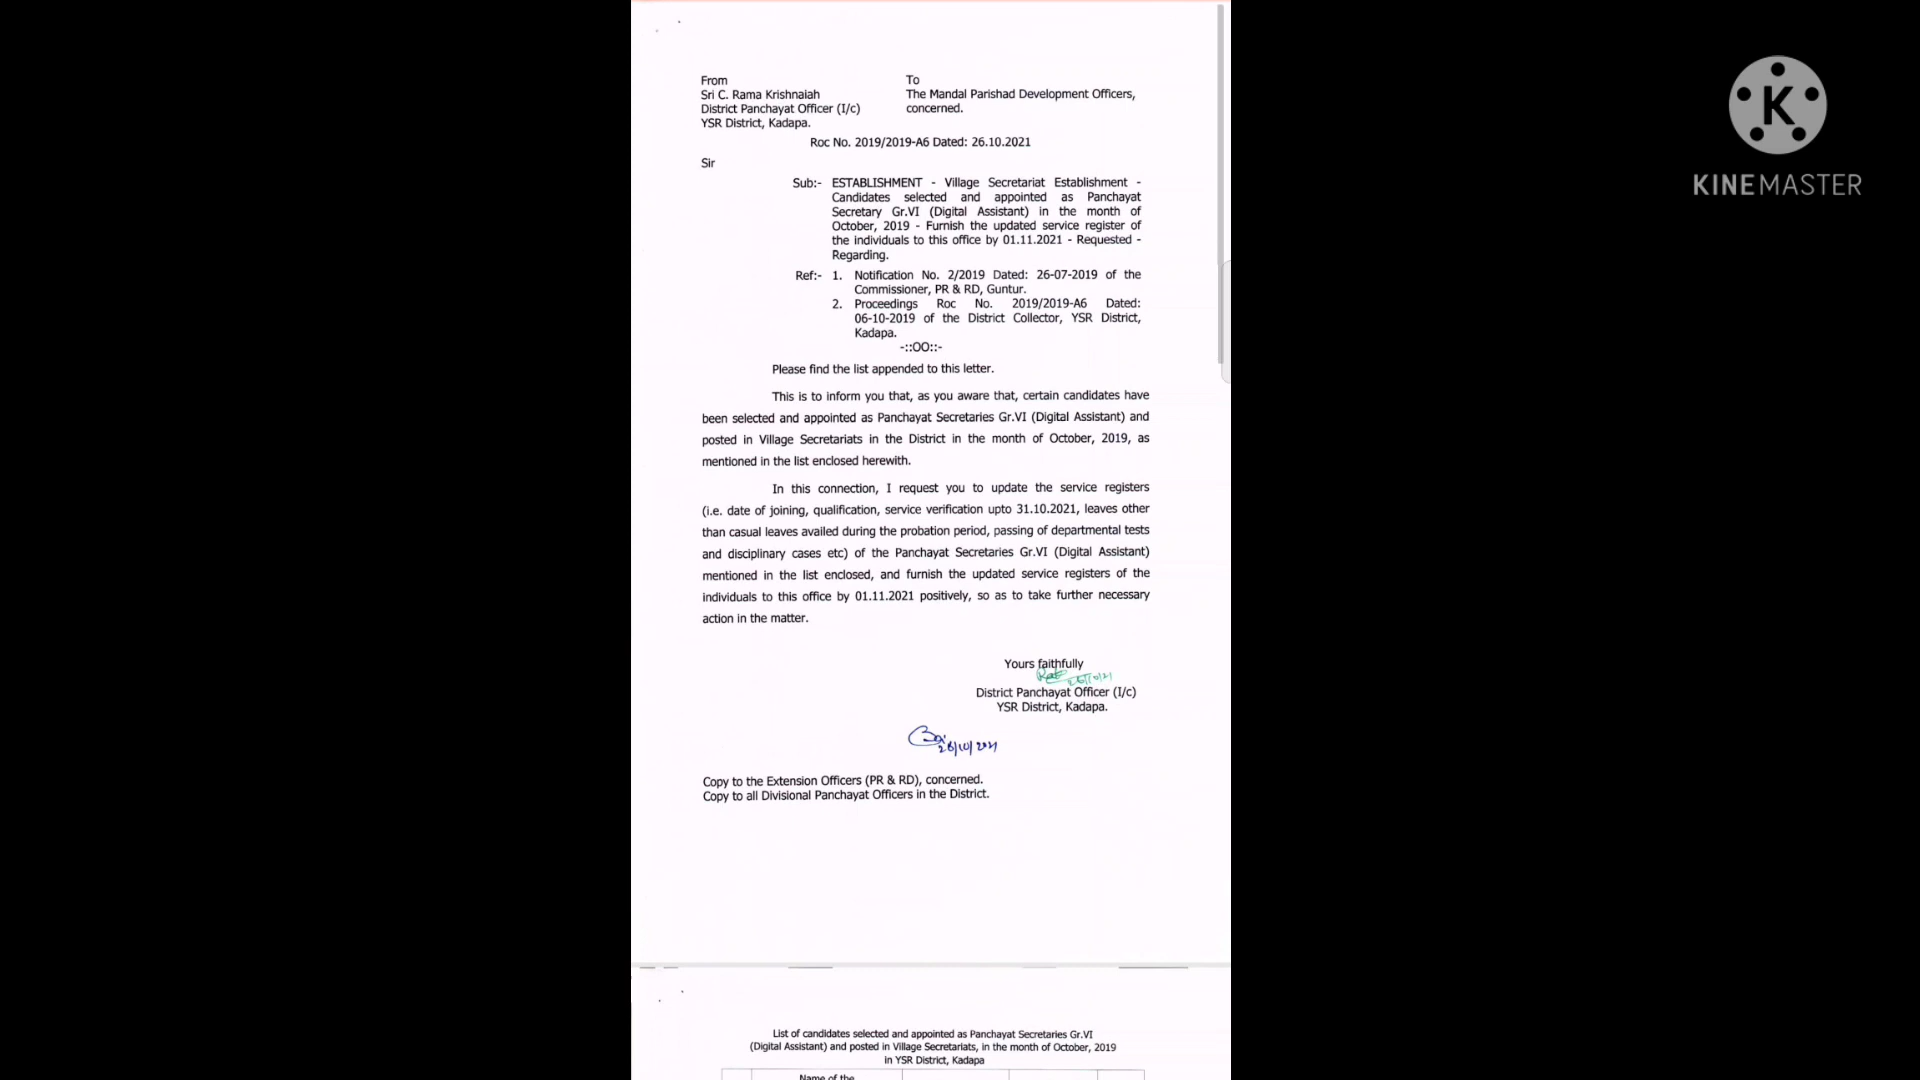 From
Sri C. Rama Krishnaiah
District Panchayat Officer (I/c)
YSR District, Kadapa.
To
The Mandal Parishad Development Officers,
concerned.
Roc No. 2019/2019-A6 Dated: 26.10.2021
Sir
Sub:- ESTABLISHMENT - Village Secretariat Establishment -
Candidates selected and appointed as Panchayat
Secretary Gr.VI (Digital Assistant) in the month of
October, 2019 - Furnish the updated service register of
the individuals to this office by 01.11.2021 - Requested -
Regarding.
Ref:- 1. Notification No. 2/2019 Dated: 26-07-2019 of the
Commissioner, PR & RD, Guntur.
2. Proceedings Roc No. 2019/2019-A6 Dated:
06-10-2019 of the District Collector, YSR District,
Kadapa.
-::OO::-
Please find the list appended to this letter.
This is to inform you that, as you aware that, certain candidates have
been selected and appointed as Panchayat Secretaries Gr.VI (Digital Assistant) and
posted in Village Secretariats in the District in the month of October, 2019, as
mentioned in the list enclosed herewith.
In this connection, I request you to update the service registers
(i.e. date of joining, qualification, service verification upto 31.10.2021, leaves other
than casual leaves availed during the probation period, passing of departmental tests
and disciplinary cases etc) of the Panchayat Secretaries Gr.VI (Digital Assistant)
mentioned in the list enclosed, and furnish the updated service registers of the
individuals to this office by 01.11.2021 positively, so as to take further necessary
action in the matter.
Yours faithfully
26/10/21
District Panchayat Officer (I/c)
YSR District, Kadapa.
26/10/2021
Copy to the Extension Officers (PR & RD), concerned.
Copy to all Divisional Panchayat Officers in the District.
List of candidates selected and appointed as Panchayat Secretaries Gr.VI
(Digital Assistant) and posted in Village Secretariats, in the month of October, 2019
in YSR District, Kadapa
Name of the
K
KINEMASTER